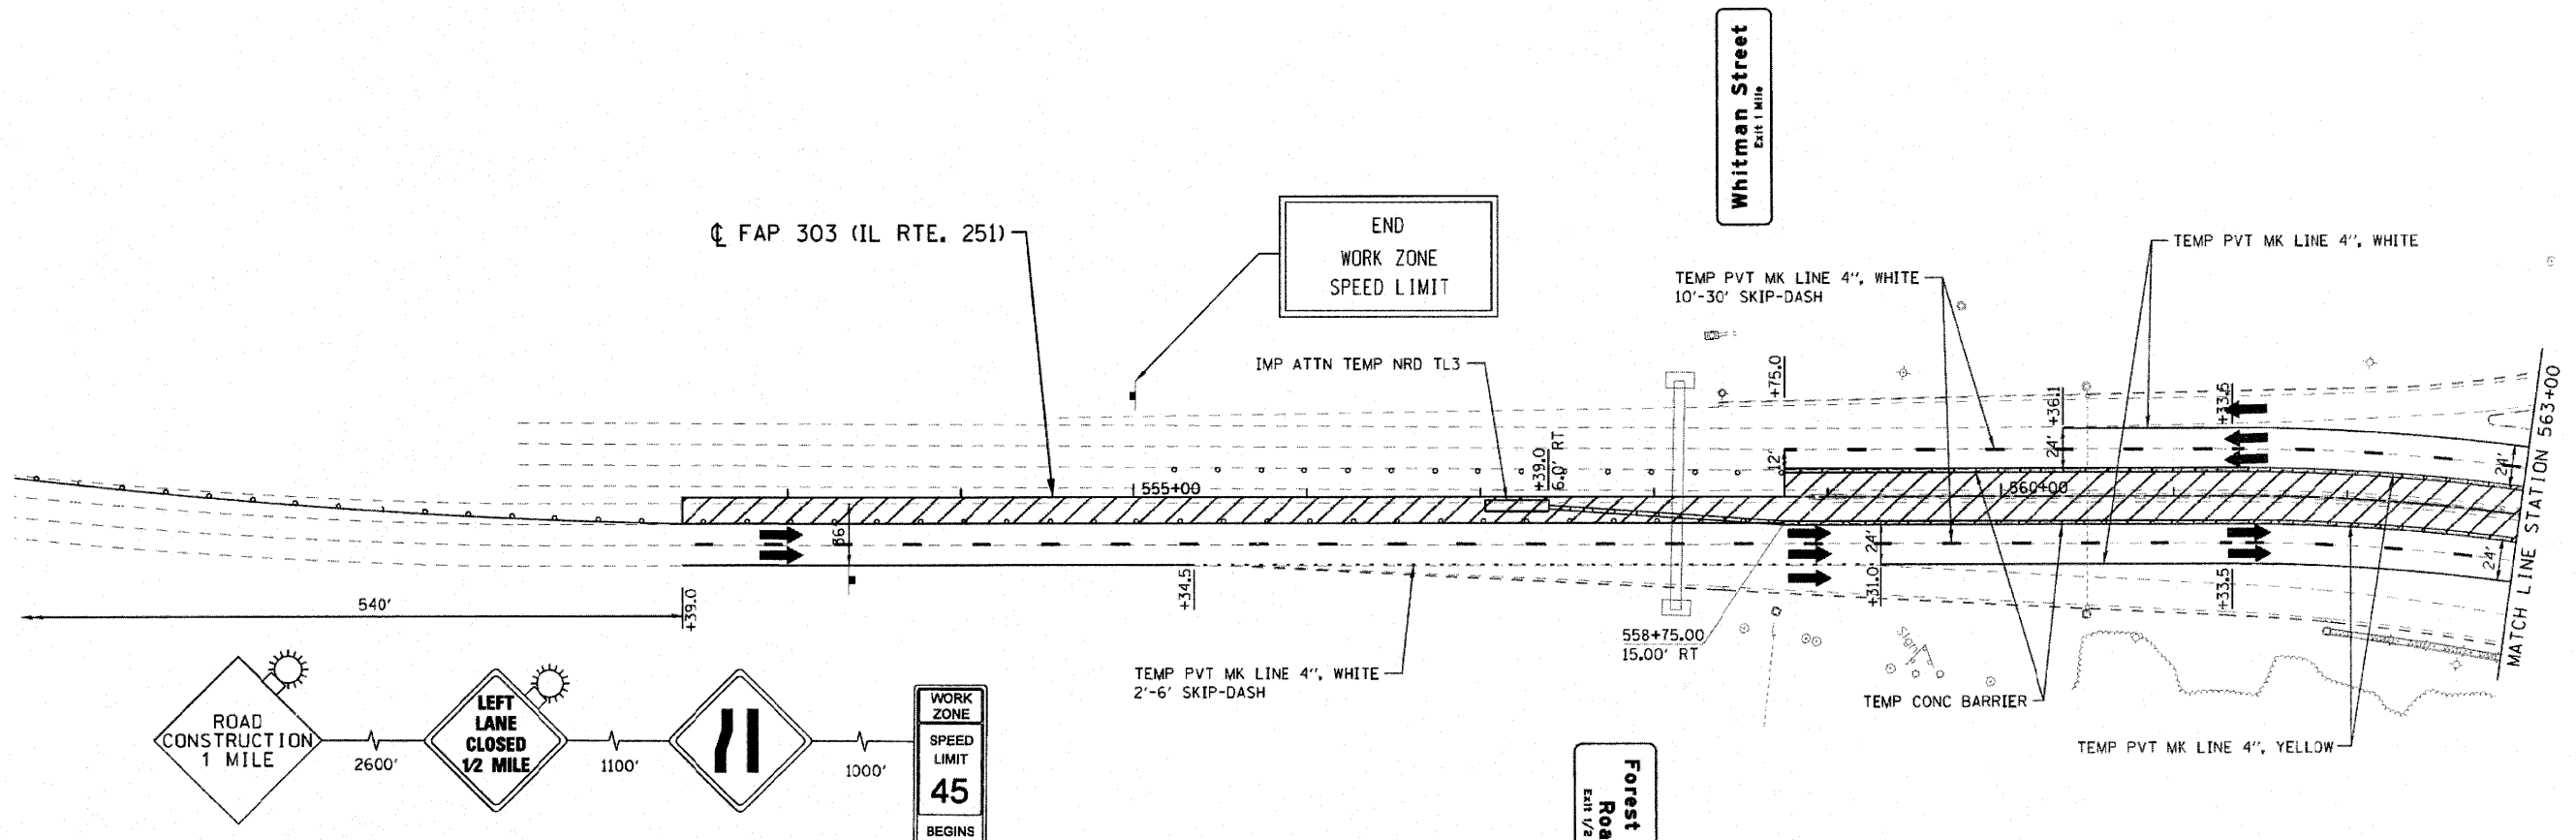 Whitman Street
Exit 1 Mile
℄ FAP 303 (IL RTE. 251)
END
WORK ZONE
SPEED LIMIT
TEMP PVT MK LINE 4", WHITE
TEMP PVT MK LINE 4", WHITE
10'-30' SKIP-DASH
IMP ATTN TEMP NRD TL3
+75.0
+36.1
+33.5
12'
24'
24'
+39.0
6.0' RT
555+00
560+00
MATCH LINE STATION 563+00
36'
24'
24'
540'
+39.0
+34.5
+31.0
+33.5
558+75.00
15.00' RT
Sign
TEMP PVT MK LINE 4", WHITE
2'-6' SKIP-DASH
TEMP CONC BARRIER
TEMP PVT MK LINE 4", YELLOW
ROAD
CONSTRUCTION
1 MILE
2600'
LEFT
LANE
CLOSED
1/2 MILE
1100'
1000'
WORK
ZONE
SPEED
LIMIT
45
BEGINS
Forest
Exit 1/2